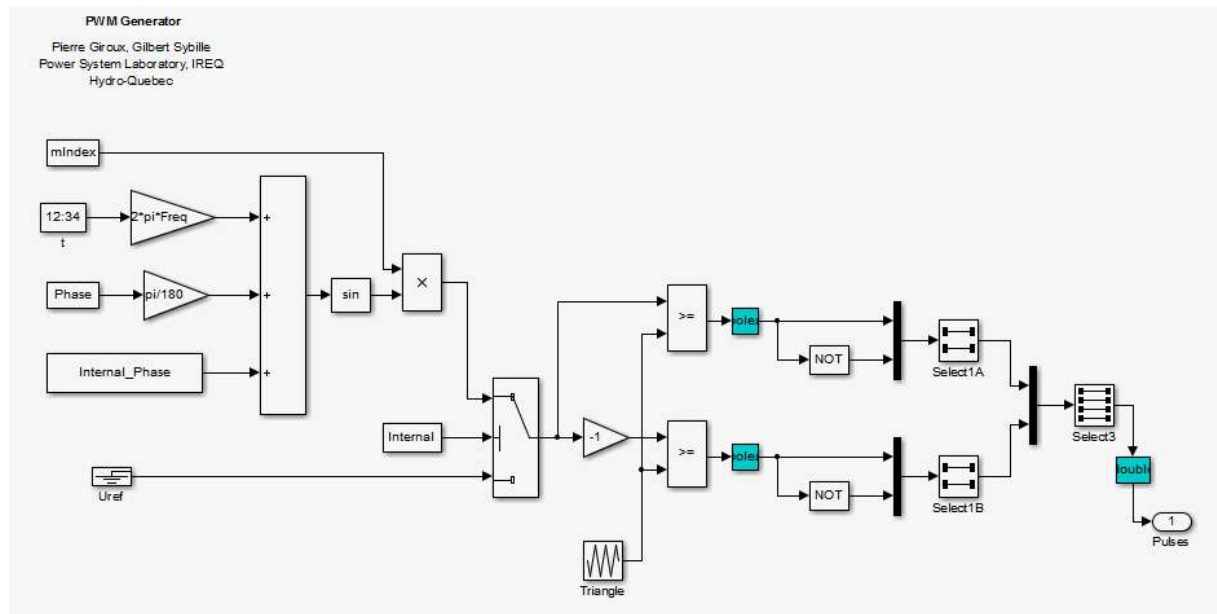 PWM Generator
Pierre Giroux, Gilbert Sybille
Power System Laboratory, IREQ
Hydro-Quebec
mIndex
12:34
t
2*pi*Freq
Phase
pi/180
Internal_Phase
+
+
+
sin
×
Internal
Uref
-1
>=
>=
Triangle
NOT
NOT
Select1A
Select1B
Select3
1
Pulses